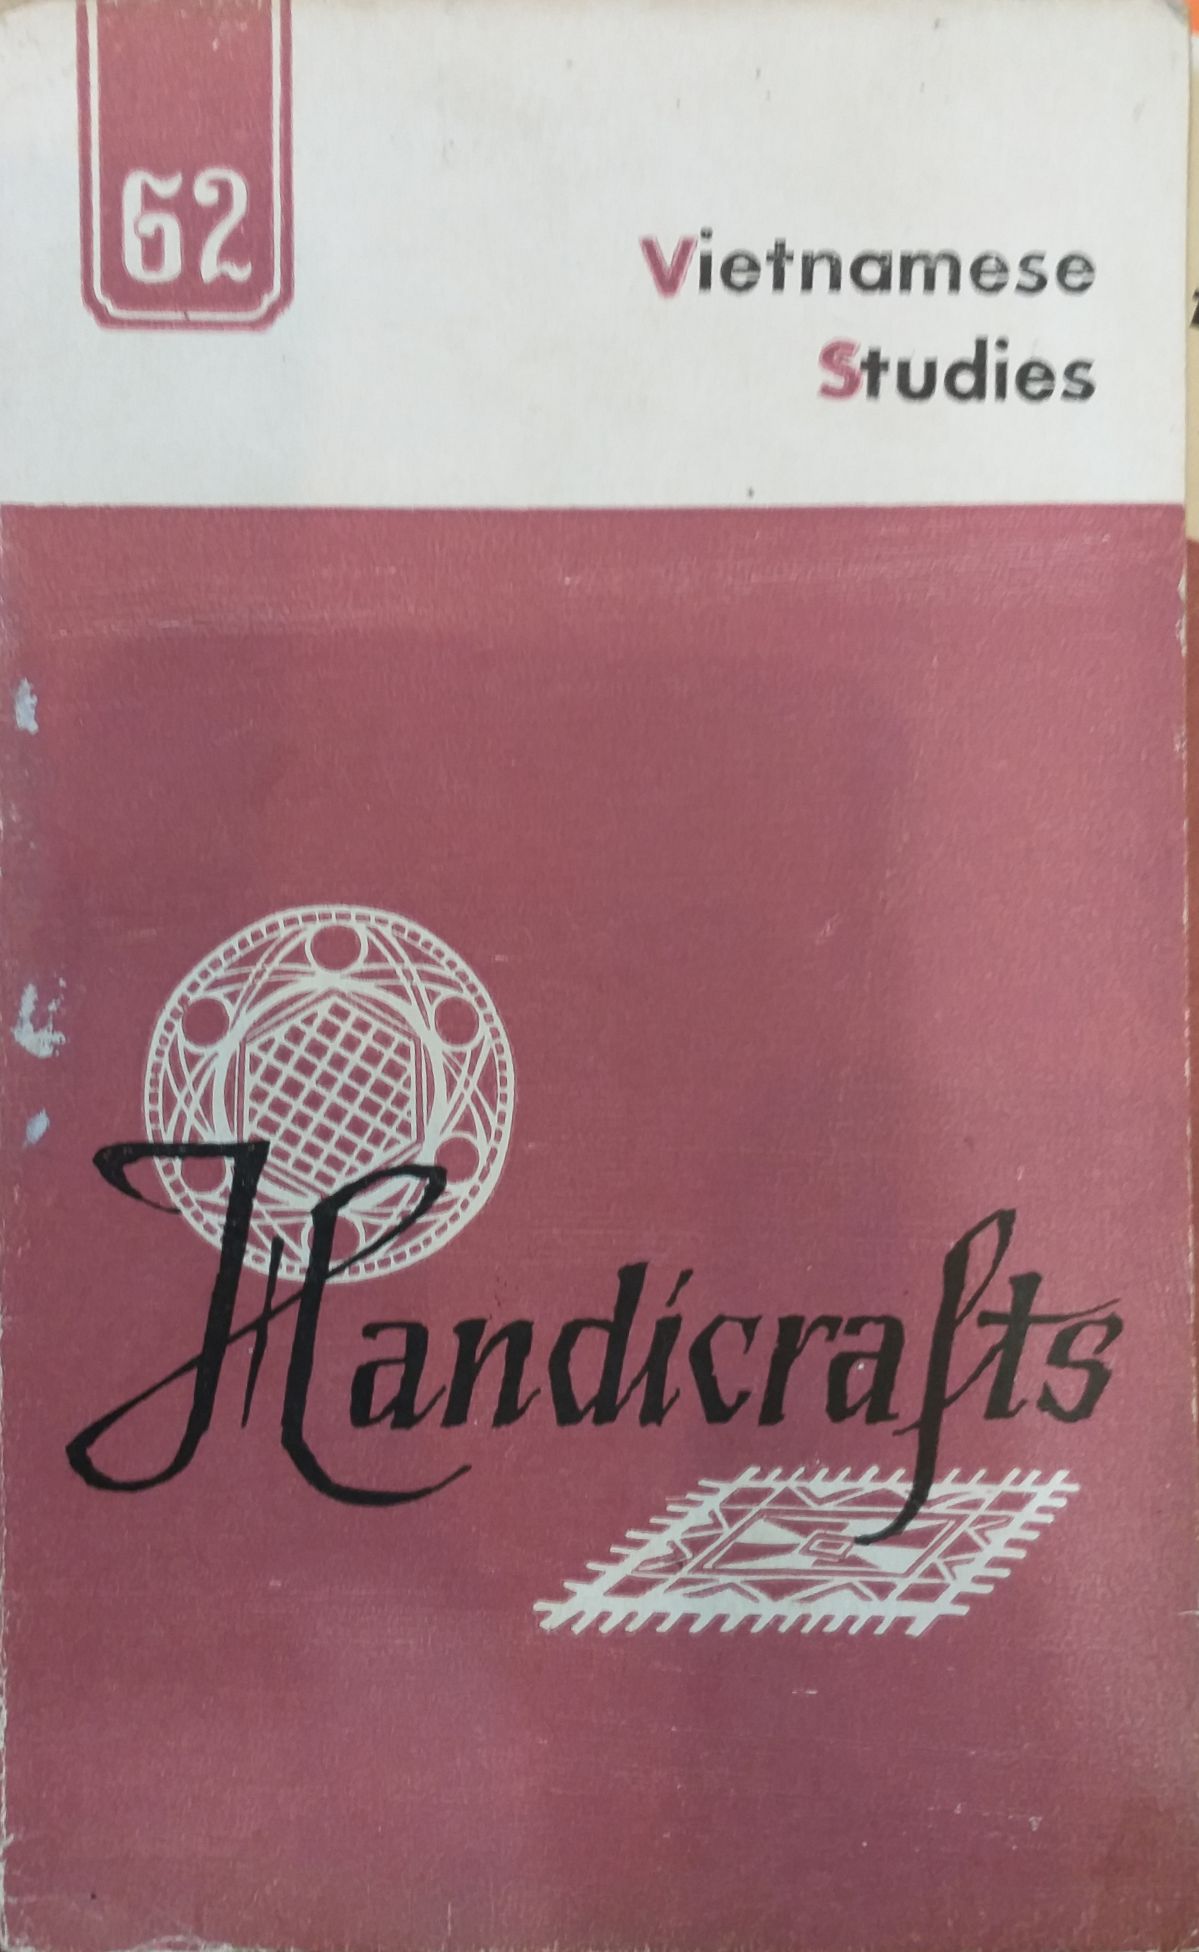 62
Vietnamese
Studies
Handicrafts